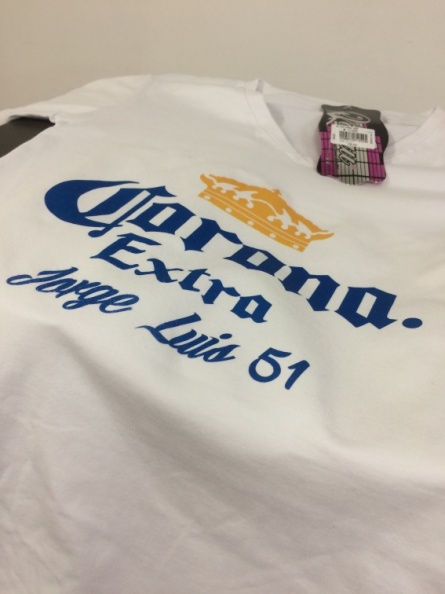 Corona.
Extra
Jorge Luis 51